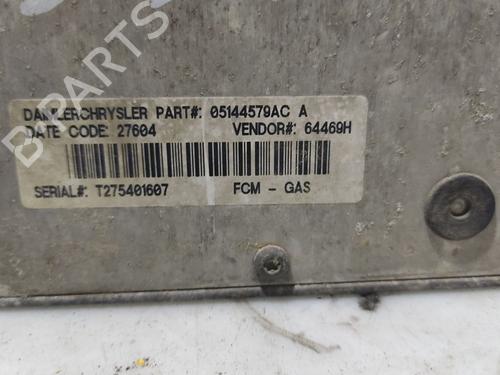 DAIMLERCHRYSLER PART#: 05144579AC A
DATE CODE: 27604 VENDOR#: 64469H
SERIAL#: T275401607 FCM - GAS
B-PARTS